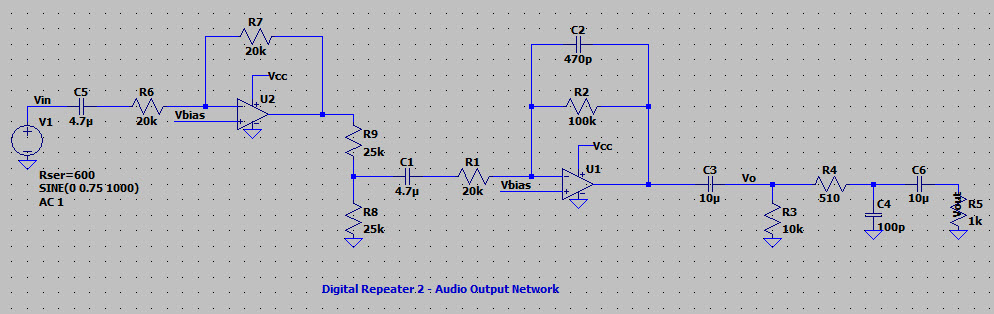 R7
20k
C2
470p
Vcc
U2
Vin
C5
4.7µ
R6
20k
Vbias
V1
Rser=600
SINE(0 0.75 1000)
AC 1
R9
25k
R8
25k
C1
4.7µ
R1
20k
R2
100k
Vcc
U1
Vbias
C3
10µ
Vo
R3
10k
R4
510
C4
100p
C6
10µ
Vout
R5
1k
Digital Repeater 2 - Audio Output Network